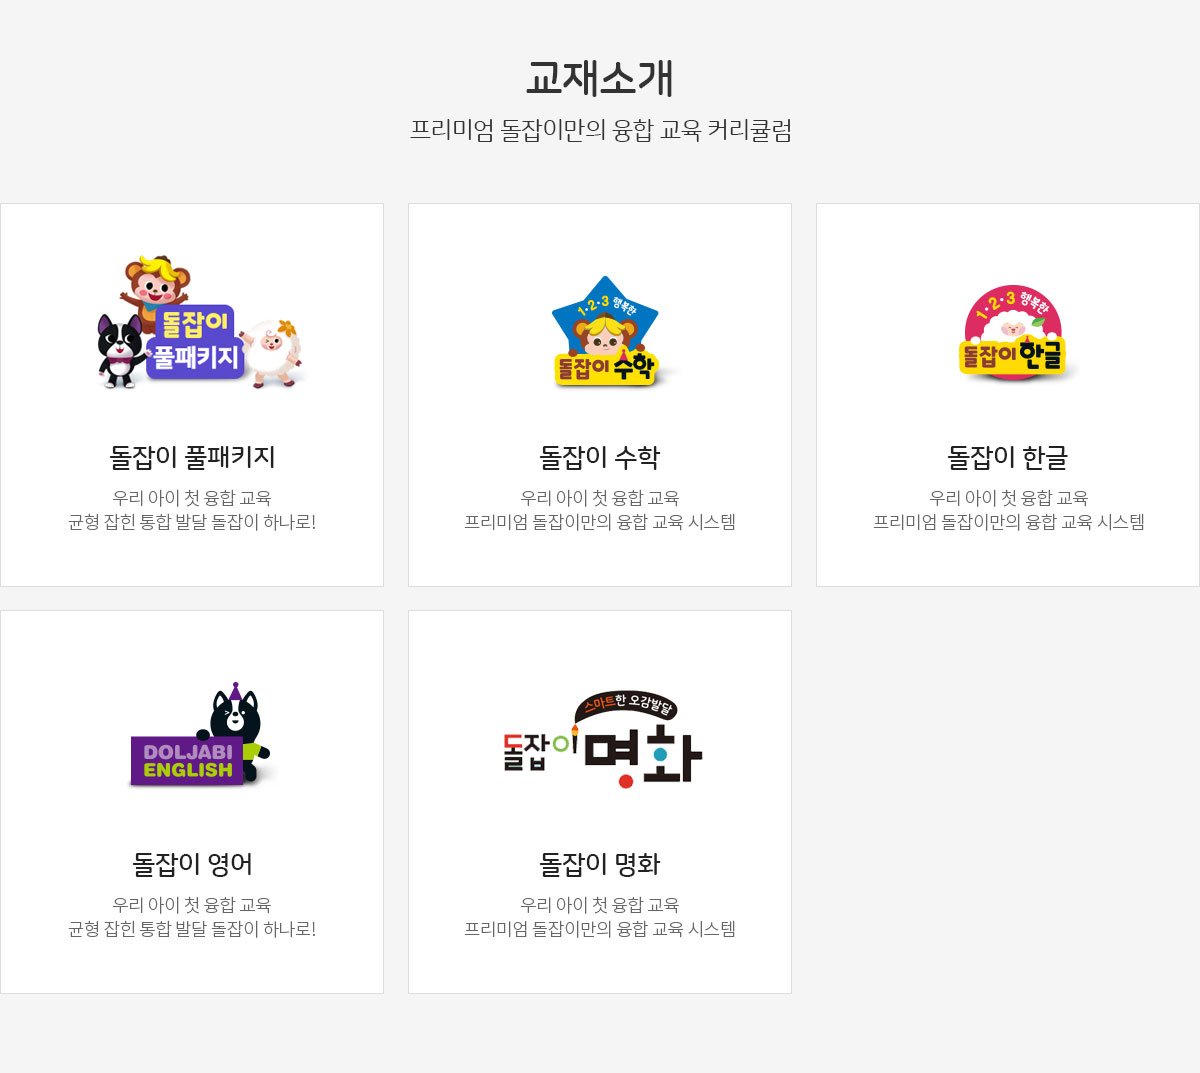 교재소개
프리미엄 돌잡이만의 융합 교육 커리큘럼
돌잡이
풀패키지
돌잡이 풀패키지
우리 아이 첫 융합 교육
균형 잡힌 통합 발달 돌잡이 하나로!
1·2·3 행복한
돌잡이 수학
돌잡이 수학
우리 아이 첫 융합 교육
프리미엄 돌잡이만의 융합 교육 시스템
1·2·3 행복한
돌잡이 한글
돌잡이 한글
우리 아이 첫 융합 교육
프리미엄 돌잡이만의 융합 교육 시스템
DOLJABI
ENGLISH
돌잡이 영어
우리 아이 첫 융합 교육
균형 잡힌 통합 발달 돌잡이 하나로!
스마트한 오감발달
돌잡이 명화
돌잡이 명화
우리 아이 첫 융합 교육
프리미엄 돌잡이만의 융합 교육 시스템